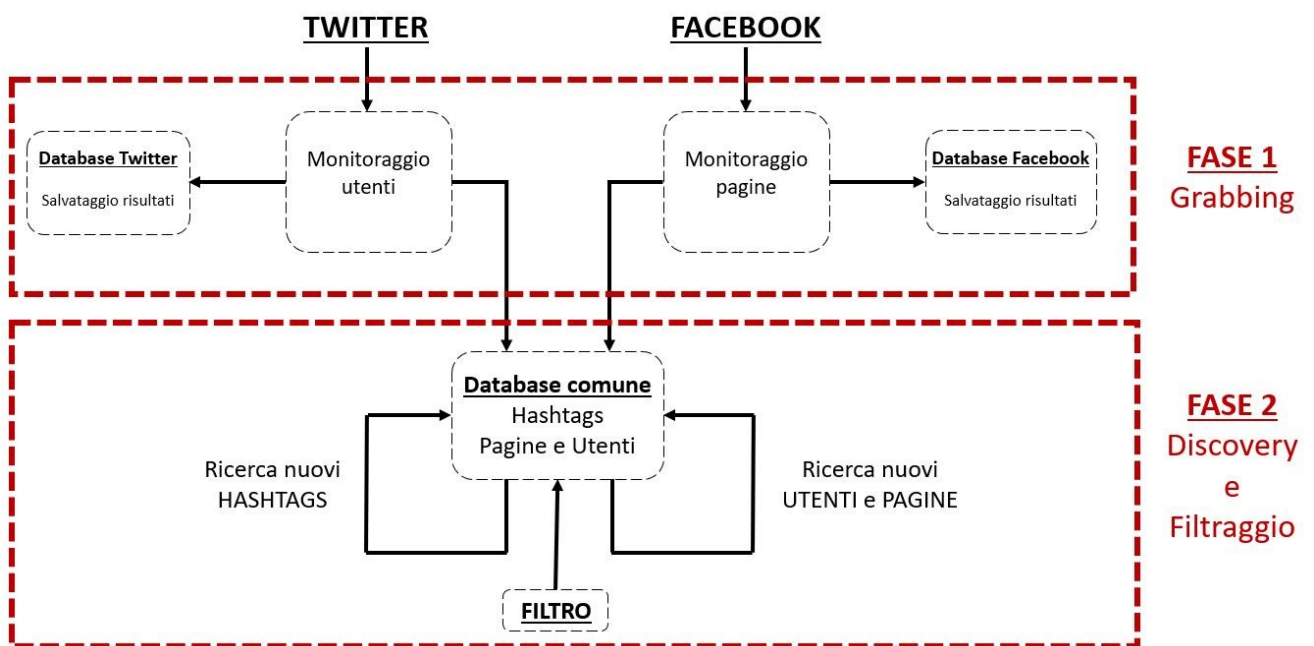 TWITTER
FACEBOOK
Database Twitter
Salvataggio risultati
Monitoraggio
utenti
Monitoraggio
pagine
Database Facebook
Salvataggio risultati
FASE 1
Grabbing
Database comune
Hashtags
Pagine e Utenti
Ricerca nuovi
HASHTAGS
Ricerca nuovi
UTENTI e PAGINE
FILTRO
FASE 2
Discovery
e
Filtraggio